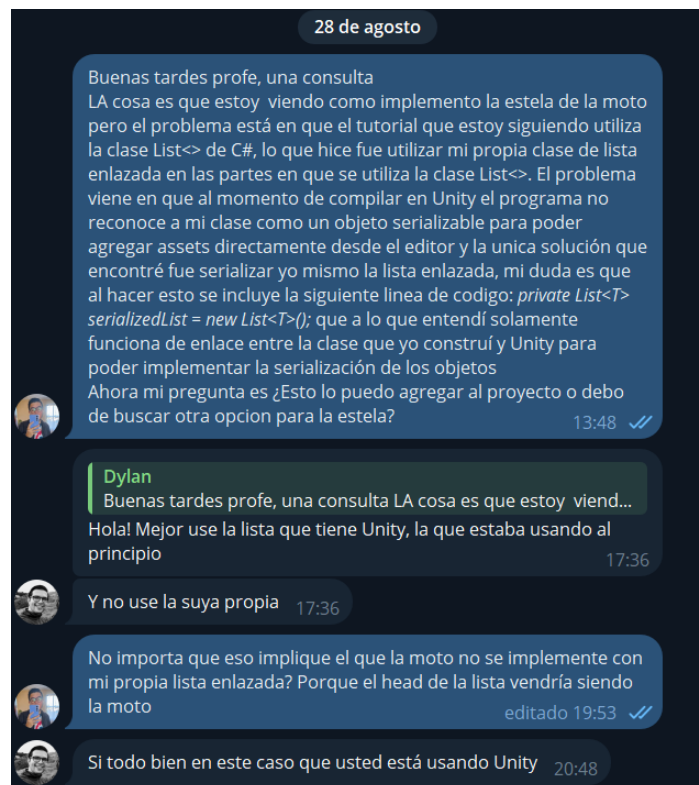 28 de agosto
Buenas tardes profe, una consulta
LA cosa es que estoy viendo como implemento la estela de la moto
pero el problema está en que el tutorial que estoy siguiendo utiliza
la clase List<> de C#, lo que hice fue utilizar mi propia clase de lista
enlazada en las partes en que se utiliza la clase List<>. El problema
viene en que al momento de compilar en Unity el programa no
reconoce a mi clase como un objeto serializable para poder
agregar assets directamente desde el editor y la unica solución que
encontré fue serializar yo mismo la lista enlazada, mi duda es que
al hacer esto se incluye la siguiente linea de codigo: private List<T>
serializedList = new List<T>(); que a lo que entendí solamente
funciona de enlace entre la clase que yo construí y Unity para
poder implementar la serialización de los objetos
Ahora mi pregunta es ¿Esto lo puedo agregar al proyecto o debo
de buscar otra opcion para la estela?
13:48
Dylan
Buenas tardes profe, una consulta LA cosa es que estoy viend...
Hola! Mejor use la lista que tiene Unity, la que estaba usando al
principio
17:36
Y no use la suya propia 17:36
No importa que eso implique el que la moto no se implemente con
mi propia lista enlazada? Porque el head de la lista vendría siendo
la moto
editado 19:53
Si todo bien en este caso que usted está usando Unity 20:48